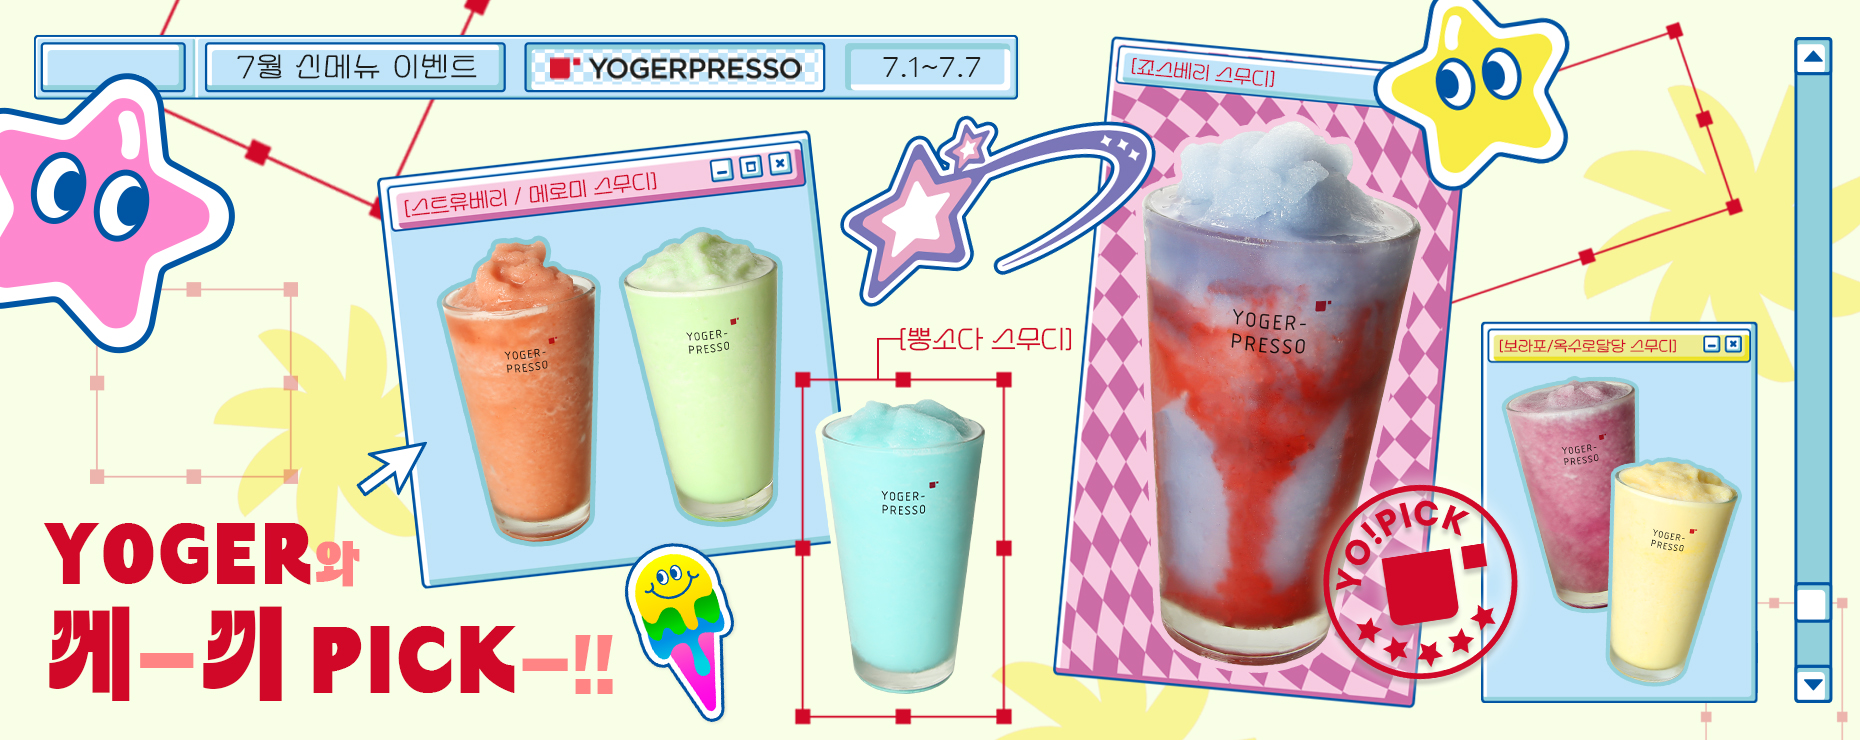 7월 신메뉴 이벤트
YOGERPRESSO
7.1~7.7
[스트류베리 / 메로미 스무디]
YOGER-
PRESSO
YOGER-
PRESSO
[뽕소다 스무디]
YOGER-
PRESSO
[죠스베리 스무디]
YOGER-
PRESSO
YO!PICK
[보라포/옥수로달당 스무디]
YOGER-
PRESSO
YOGER-
PRESSO
YOGER와
께–끼 PICK–!!